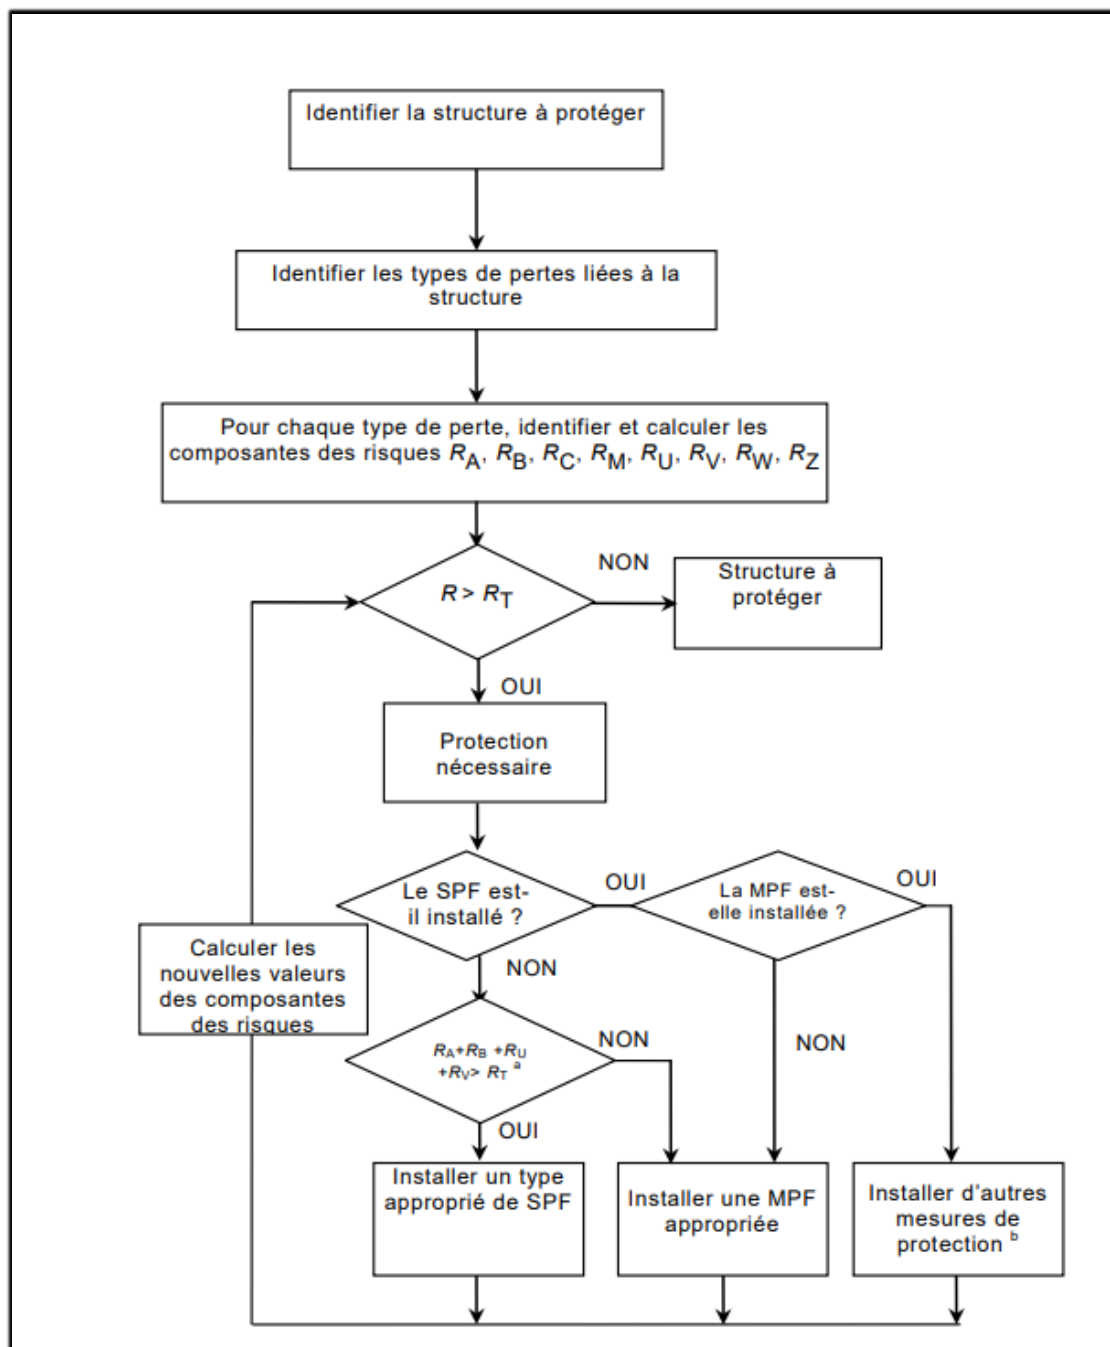 Identifier la structure à protéger
Identifier les types de pertes liées à la
structure
Pour chaque type de perte, identifier et calculer les
composantes des risques RA, RB, RC, RM, RU, RV, RW, RZ
R > RT
NON
Structure à
protéger
OUI
Protection
nécessaire
Le SPF est-
il installé ?
OUI
La MPF est-
elle installée ?
OUI
Calculer les
nouvelles valeurs
des composantes
des risques
NON
RA+RB +RU
+RV> RT a
NON
NON
OUI
Installer un type
approprié de SPF
Installer une MPF
appropriée
Installer d'autres
mesures de
protection b